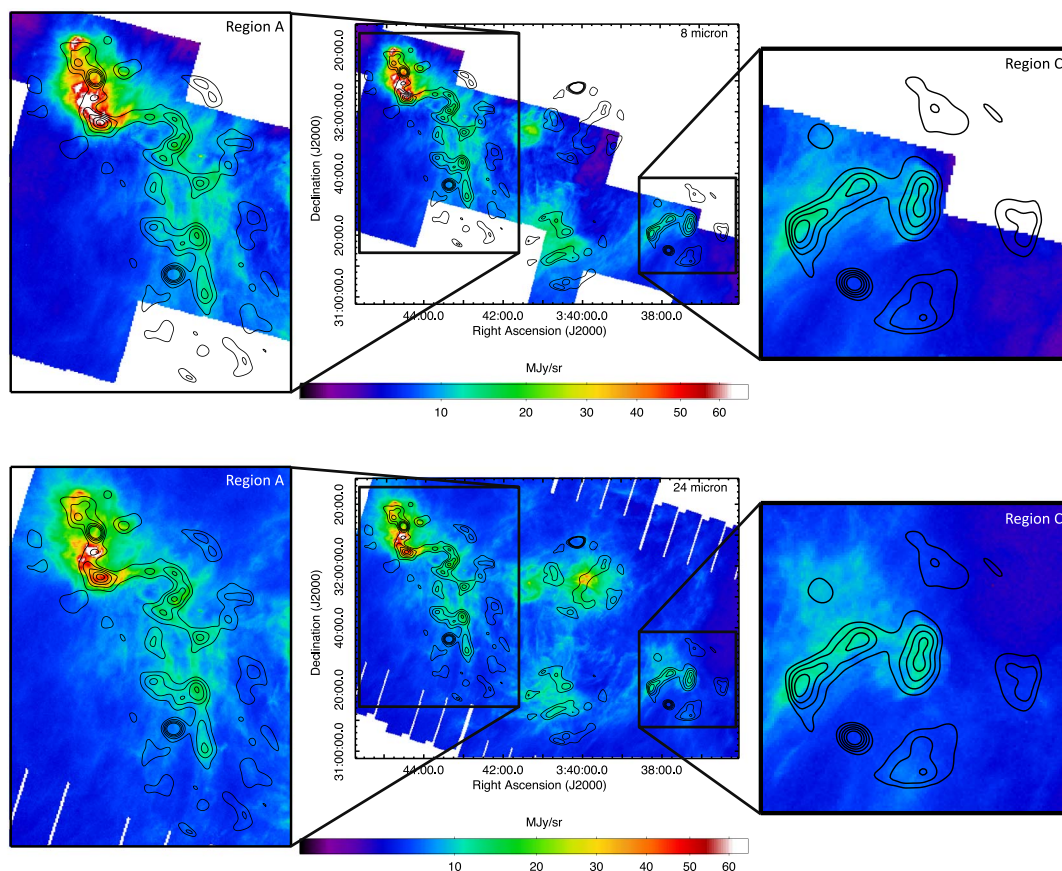 Region A
8 micron
Region C
20:00.0
32:00:00.0
40:00.0
20:00.0
31:00:00.0
Declination (J2000)
44:00.0
42:00.0
3:40:00.0
38:00.0
Right Ascension (J2000)
MJy/sr
10
20
30
40
50
60
Region A
24 micron
Region C
20:00.0
32:00:00.0
40:00.0
20:00.0
31:00:00.0
Declination (J2000)
44:00.0
42:00.0
3:40:00.0
38:00.0
Right Ascension (J2000)
MJy/sr
10
20
30
40
50
60